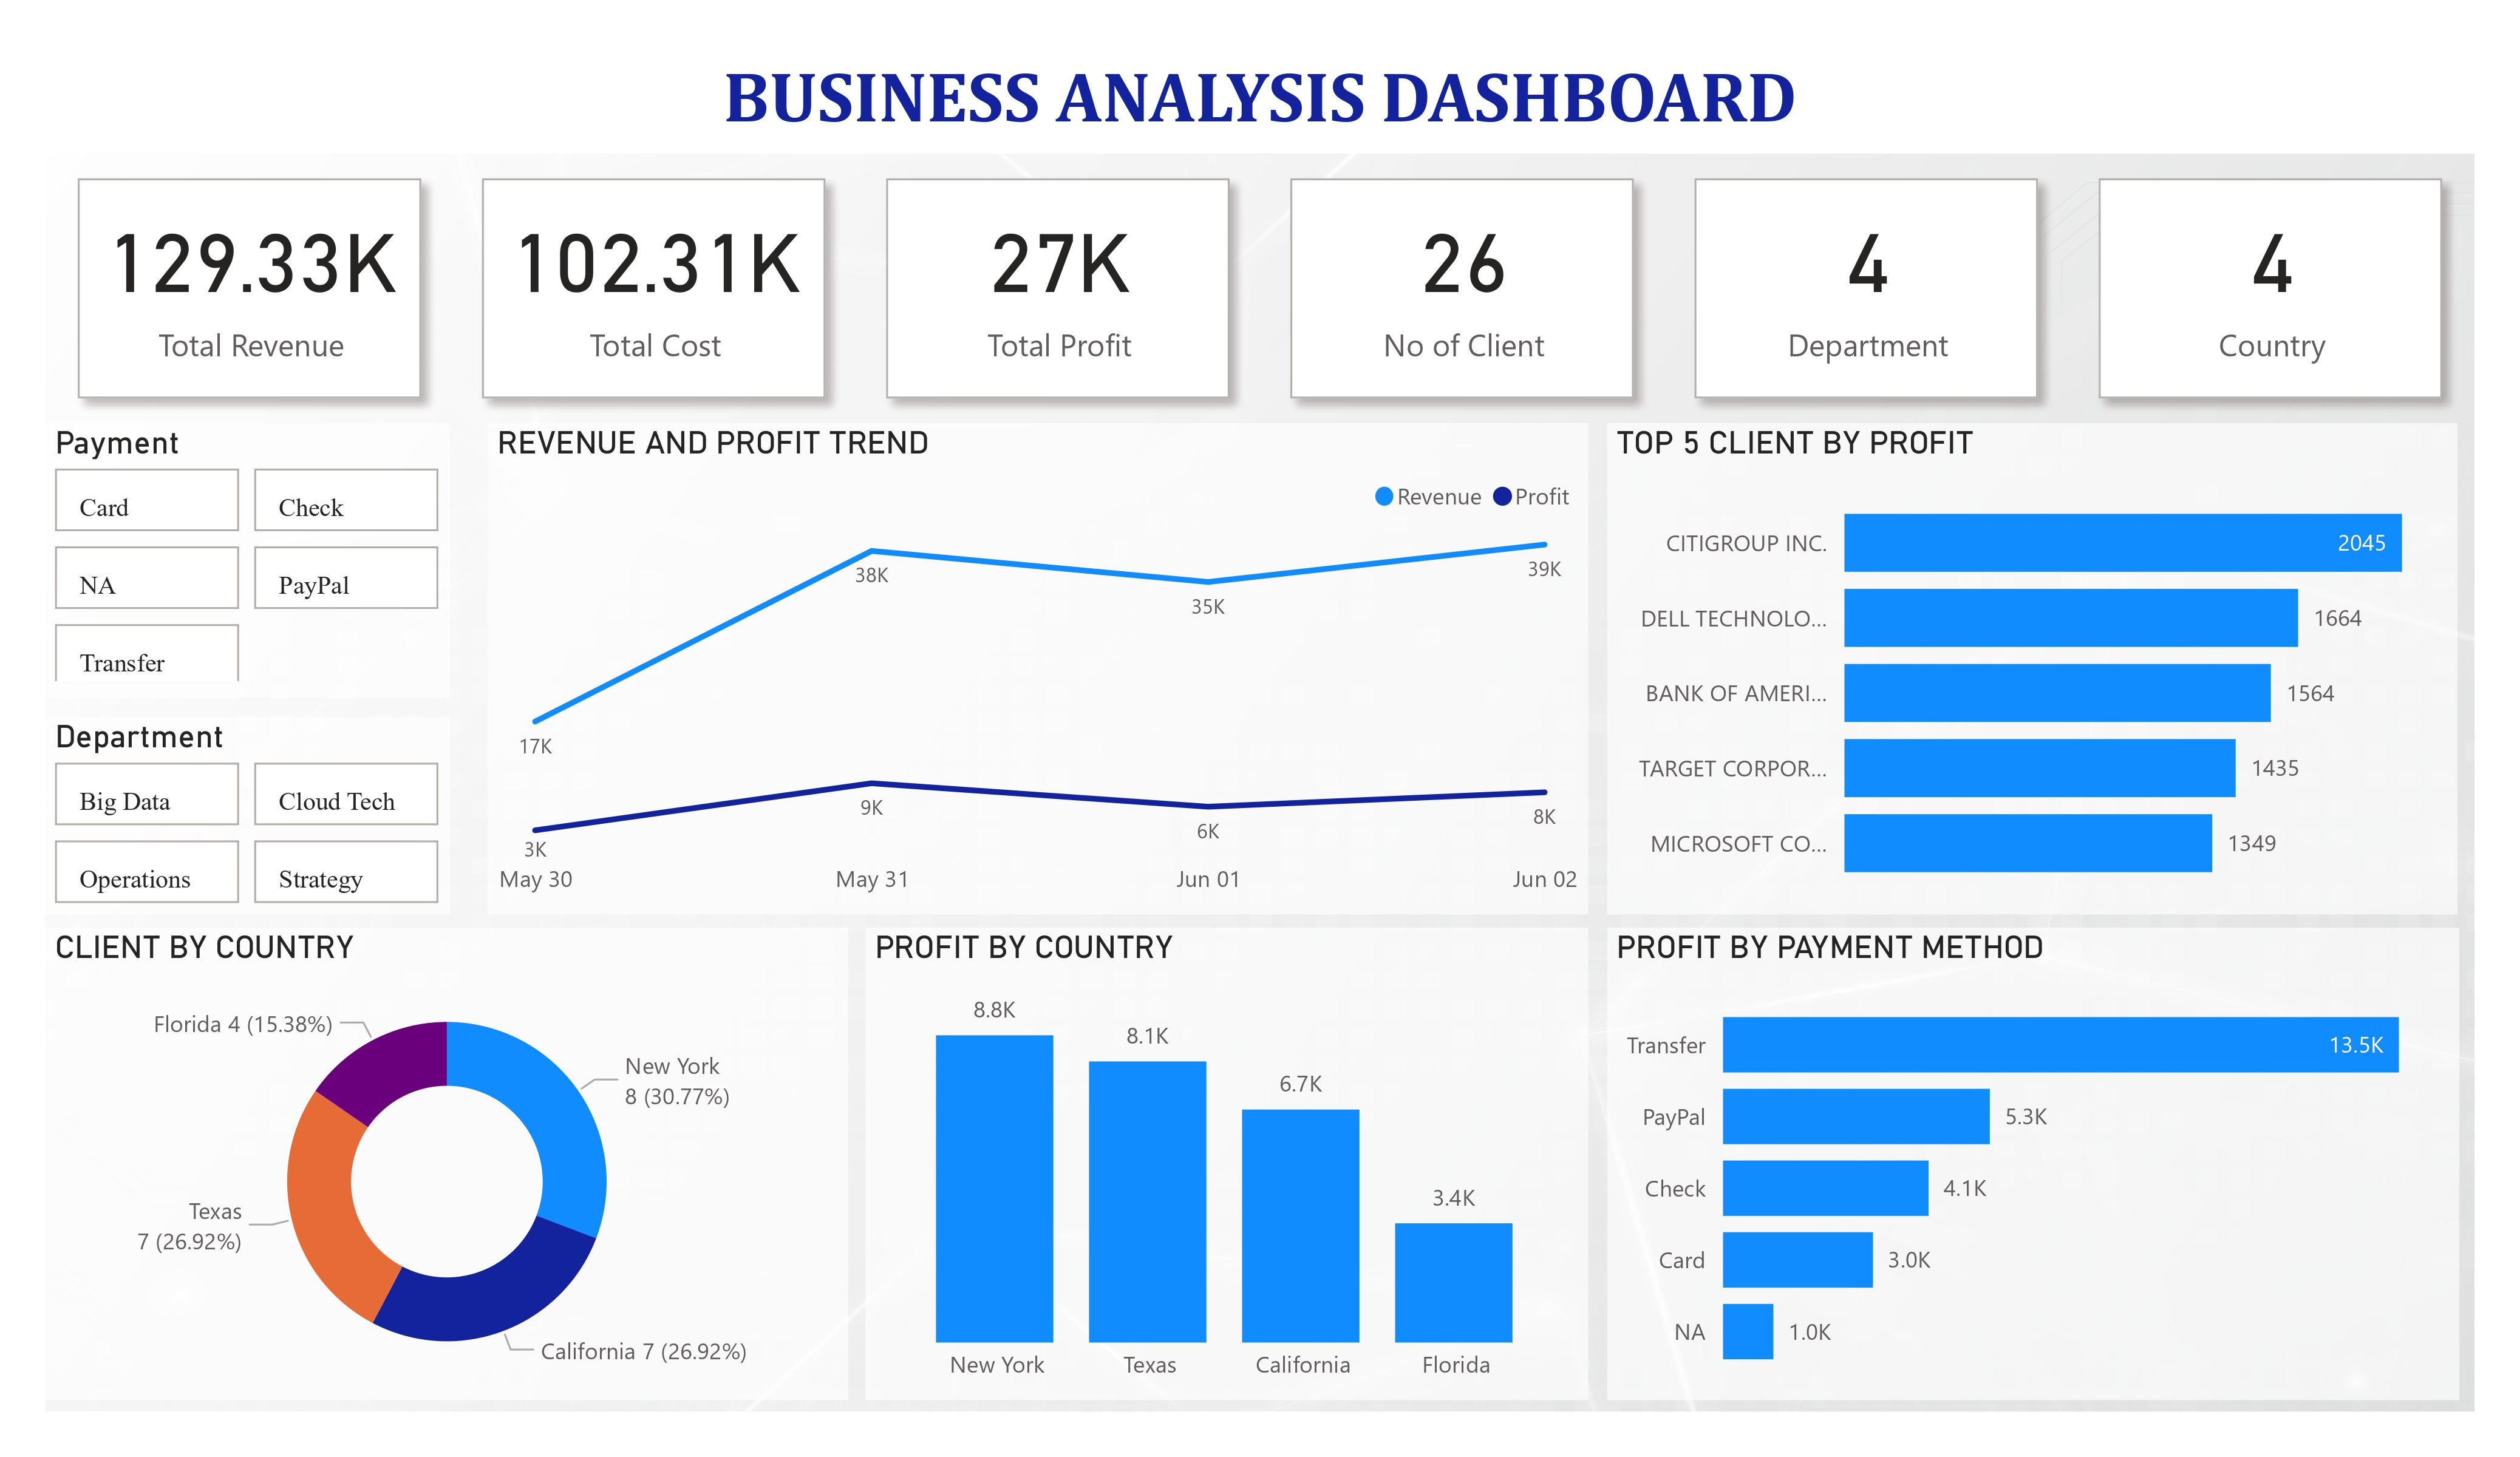 BUSINESS ANALYSIS DASHBOARD
129.33K
Total Revenue
102.31K
Total Cost
27K
Total Profit
26
No of Client
4
Department
4
Country
Payment
Card
Check
NA
PayPal
Transfer
Department
Big Data
Cloud Tech
Operations
Strategy
REVENUE AND PROFIT TREND
Revenue Profit
38K
39K
35K
17K
9K
8K
6K
3K
May 30
May 31
Jun 01
Jun 02
TOP 5 CLIENT BY PROFIT
CITIGROUP INC. 2045
DELL TECHNOLO... 1664
BANK OF AMERI... 1564
TARGET CORPOR... 1435
MICROSOFT CO... 1349
CLIENT BY COUNTRY
Florida 4 (15.38%)
New York
8 (30.77%)
Texas
7 (26.92%)
California 7 (26.92%)
PROFIT BY COUNTRY
8.8K
8.1K
6.7K
3.4K
New York
Texas
California
Florida
PROFIT BY PAYMENT METHOD
Transfer 13.5K
PayPal 5.3K
Check 4.1K
Card 3.0K
NA 1.0K